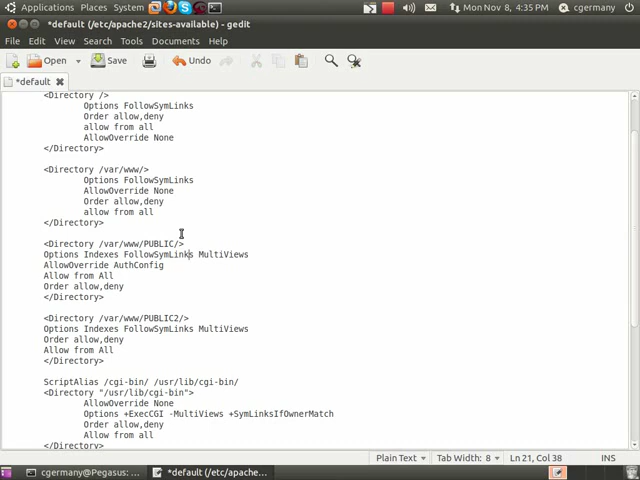 Applications Places System
Mon Nov 8, 4:35 PM cgermany
*default (/etc/apache2/sites-available) - gedit
File Edit View Search Tools Documents Help
Open Save Undo
*default
<Directory />
Options FollowSymLinks
Order allow,deny
allow from all
AllowOverride None
</Directory>
<Directory /var/www/>
Options FollowSymLinks
AllowOverride None
Order allow,deny
allow from all
</Directory>
<Directory /var/www/PUBLIC/>
Options Indexes FollowSymLinks MultiViews
AllowOverride AuthConfig
Allow from All
Order allow,deny
</Directory>
<Directory /var/www/PUBLIC2/>
Options Indexes FollowSymLinks MultiViews
Order allow,deny
Allow from All
</Directory>
ScriptAlias /cgi-bin/ /usr/lib/cgi-bin/
<Directory "/usr/lib/cgi-bin">
AllowOverride None
Options +ExecCGI -MultiViews +SymLinksIfOwnerMatch
Order allow,deny
Allow from all
</Directory>
Plain Text Tab Width: 8 Ln 21, Col 38 INS
cgermany@Pegasus:... *default (/etc/apache...